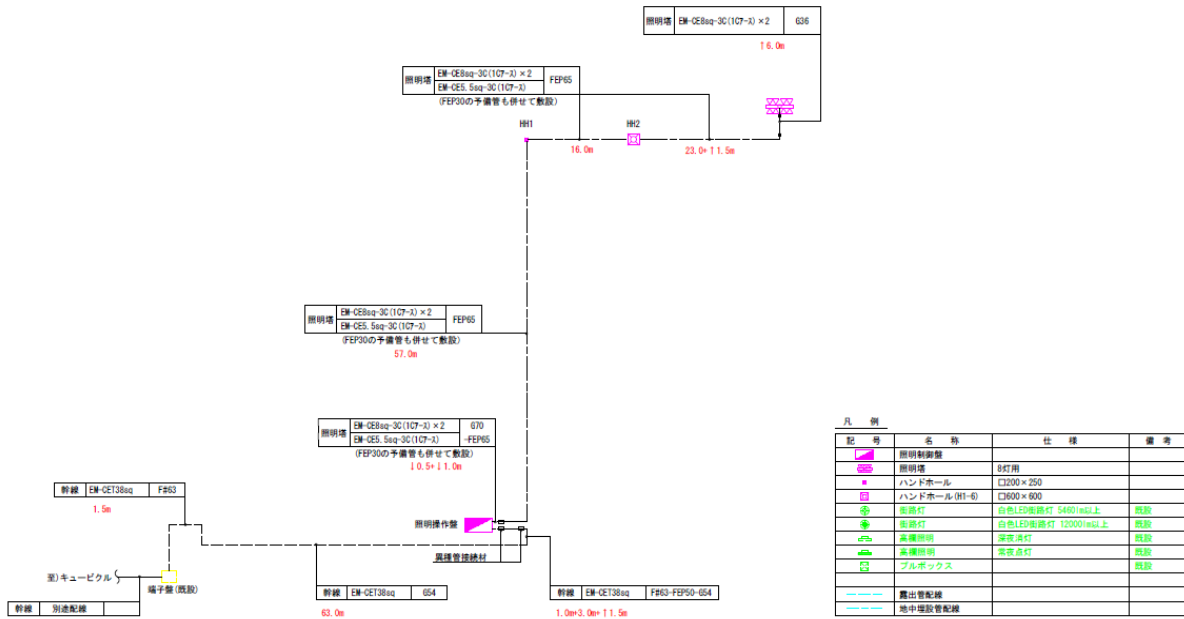 照明塔 EM-CE8sq-3C(1Cｱｰｽ)×2 G36
↑6.0m
照明塔 EM-CE8sq-3C(1Cｱｰｽ)×2 FEP65
EM-CE5.5sq-3C(1Cｱｰｽ)
(FEP30の予備管も併せて敷設)
HH1 HH2
16.0m 23.0+↑1.5m
照明塔 EM-CE8sq-3C(1Cｱｰｽ)×2 FEP65
EM-CE5.5sq-3C(1Cｱｰｽ)
(FEP30の予備管も併せて敷設)
57.0m
照明塔 EM-CE8sq-3C(1Cｱｰｽ)×2 G70
EM-CE5.5sq-3C(1Cｱｰｽ) -FEP65
(FEP30の予備管も併せて敷設)
↓0.5+↓1.0m
幹線 EM-CET38sq F#63
1.5m
照明操作盤
異種管接続材
至)キュービクル
端子盤(既設)
幹線 別途配線
幹線 EM-CET38sq G54
63.0m
幹線 EM-CET38sq F#63-FEP50-G54
1.0m+3.0m+↑1.5m
凡 例
記 号 名 称 仕 様 備 考
照明制御盤
照明塔 8灯用
ハンドホール □200×250
ハンドホール(H1-6) □600×600
街路灯 白色LED街路灯 5460lm以上 既設
街路灯 白色LED街路灯 12000lm以上 既設
高欄照明 深夜消灯 既設
高欄照明 常夜点灯 既設
プルボックス 既設
露出管配線
地中埋設管配線